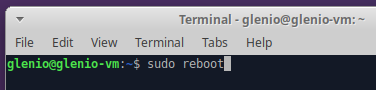 Terminal - glenio@glenio-vm: ~
File Edit View Terminal Tabs Help
glenio@glenio-vm:~$ sudo reboot